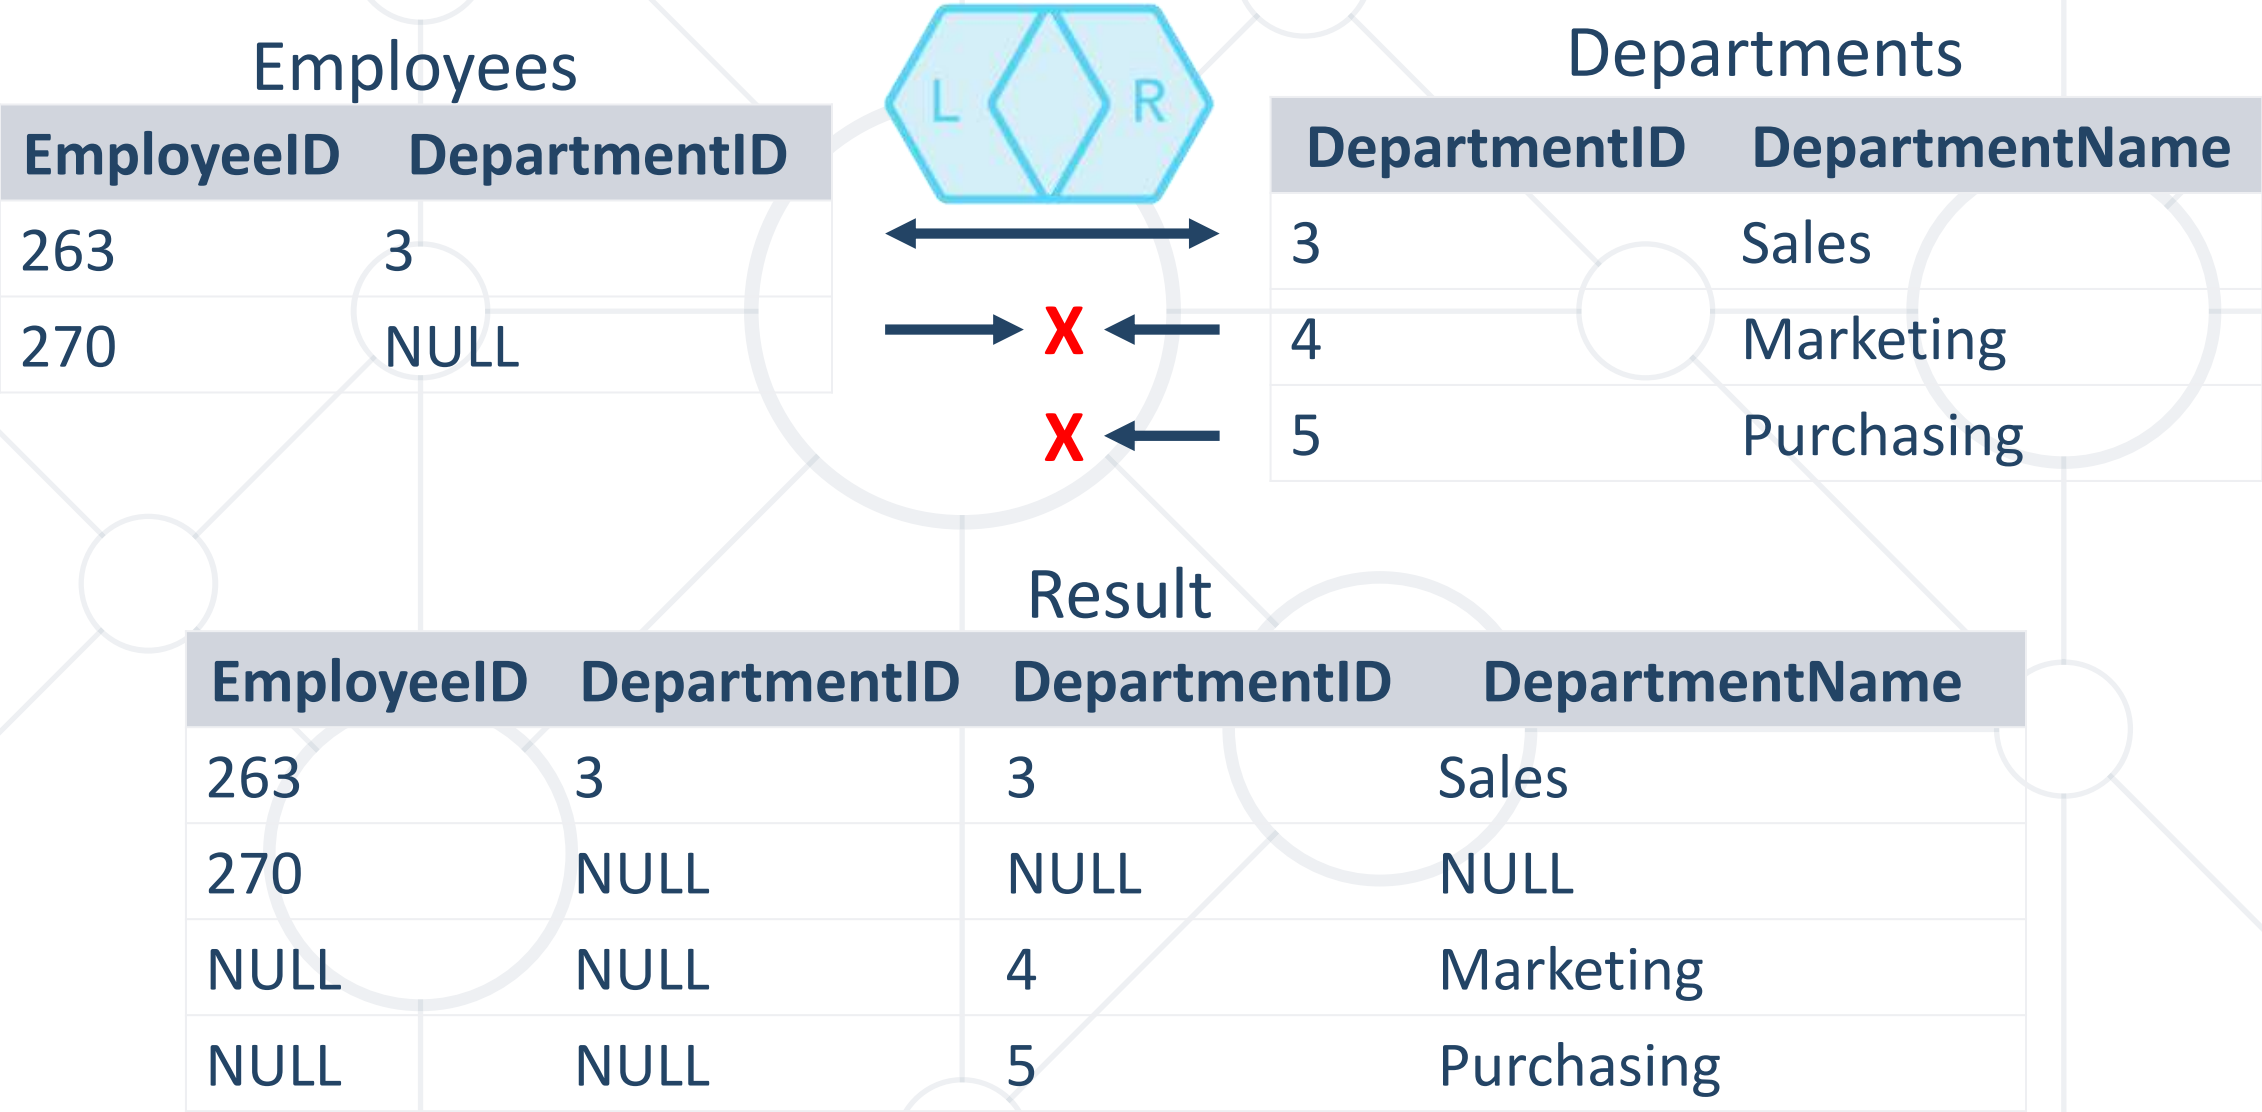 Employees
EmployeeID DepartmentID
263 3
270 NULL
L R
X
X
Departments
DepartmentID DepartmentName
3 Sales
4 Marketing
5 Purchasing
Result
EmployeeID DepartmentID DepartmentID DepartmentName
263 3 3 Sales
270 NULL NULL NULL
NULL NULL 4 Marketing
NULL NULL 5 Purchasing